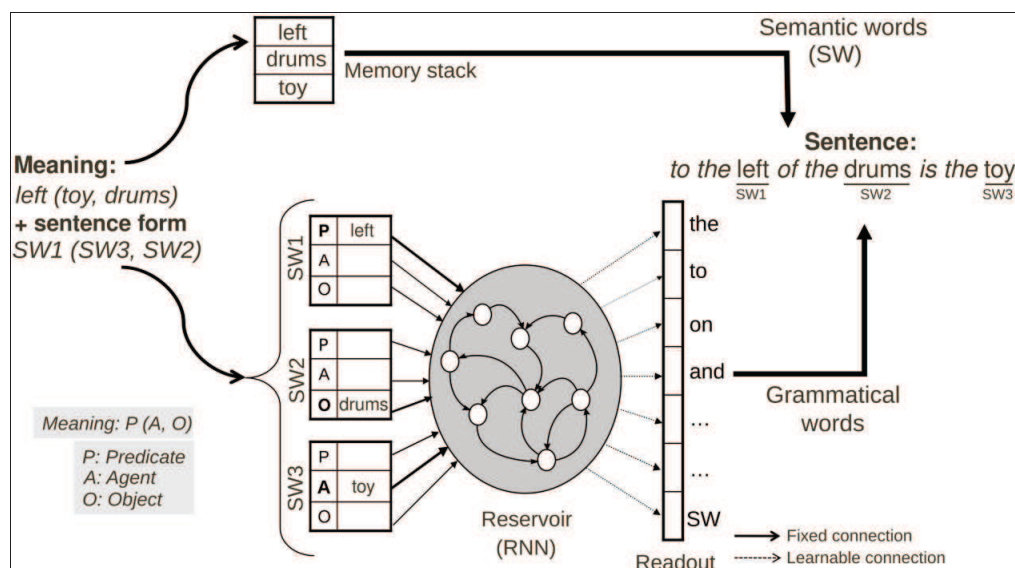 left
drums
toy
Memory stack
Semantic words
(SW)
Meaning:
left (toy, drums)
+ sentence form
SW1 (SW3, SW2)
Sentence:
to the left of the drums is the toy
SW1 SW2 SW3
SW1
P left
A
O
SW2
P
A
O drums
SW3
P
A toy
O
Meaning: P (A, O)
P: Predicate
A: Agent
O: Object
Reservoir
(RNN)
the
to
on
and
...
...
SW
Readout
Grammatical
words
Fixed connection
Learnable connection